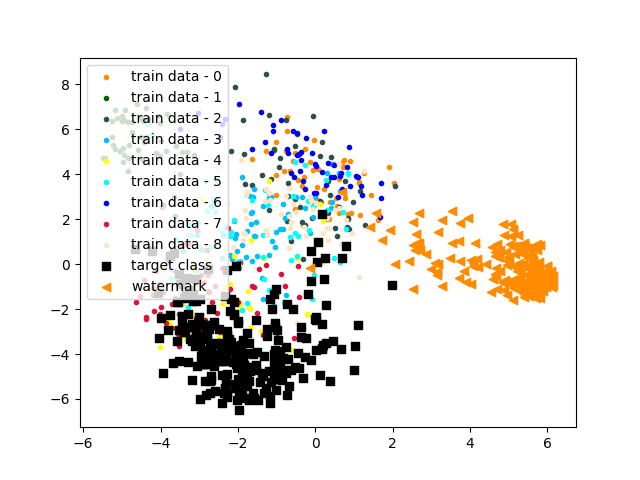 train data - 0
train data - 1
train data - 2
train data - 3
train data - 4
train data - 5
train data - 6
train data - 7
train data - 8
target class
watermark
8
6
4
2
0
−2
−4
−6
−6
−4
−2
0
2
4
6